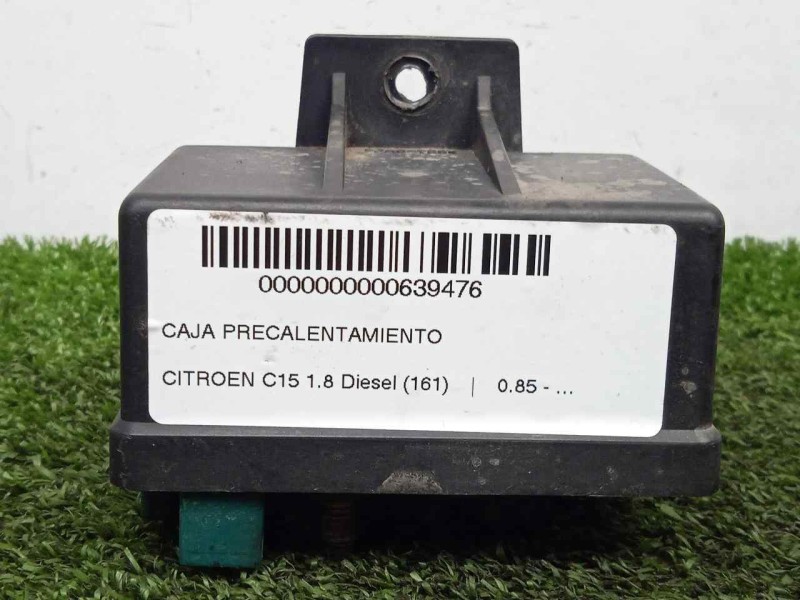 0000000000639476
CAJA PRECALENTAMIENTO
CITROEN C15 1.8 Diesel (161) | 0.85 - ...